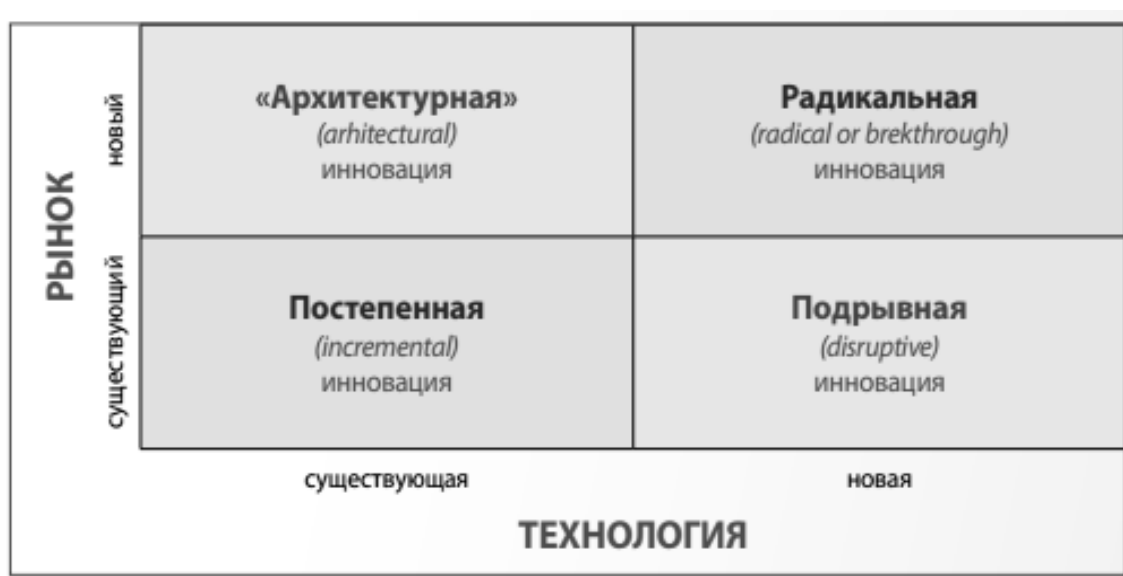 РЫНОК
новый
«Архитектурная»
(arhitectural)
инновация
Радикальная
(radical or brekthrough)
инновация
существующий
Постепенная
(incremental)
инновация
Подрывная
(disruptive)
инновация
существующая
новая
ТЕХНОЛОГИЯ